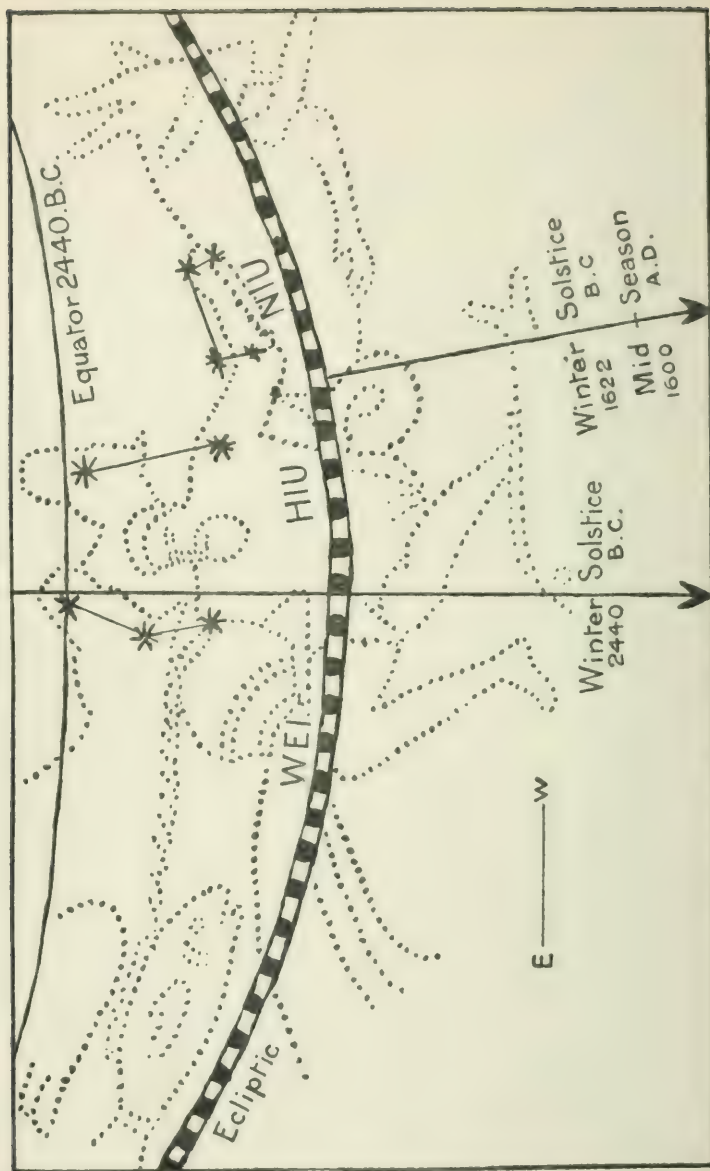 Equator 2440.B.C.
NIU
HIU
WEI
Ecliptic
Winter Solstice
1622 B.C
Mid - Season
1600 A.D.
Winter Solstice
2440 B.C.
E W